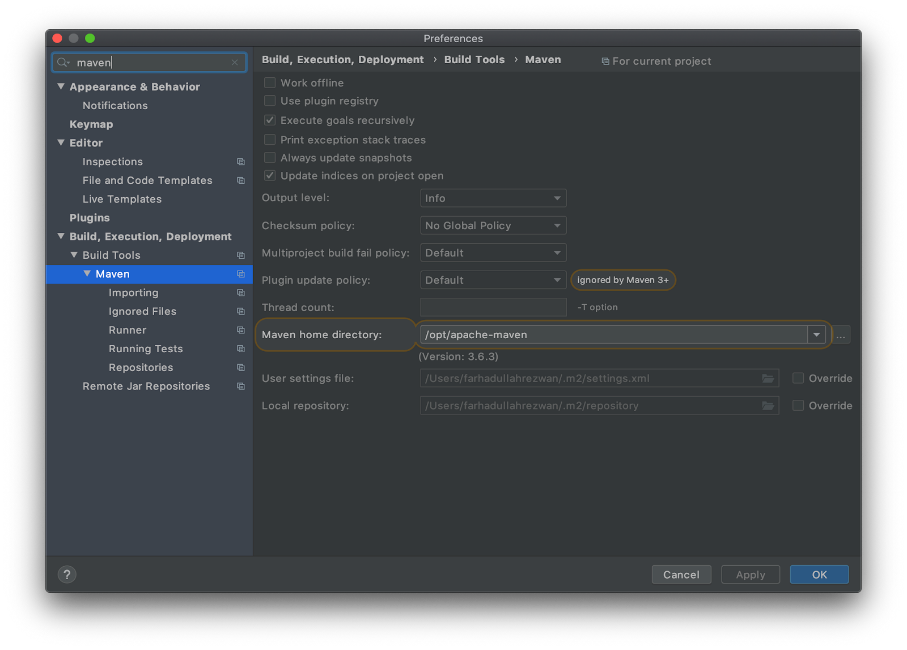 Preferences
maven
Appearance & Behavior
Notifications
Keymap
Editor
Inspections
File and Code Templates
Live Templates
Plugins
Build, Execution, Deployment
Build Tools
Maven
Importing
Ignored Files
Runner
Running Tests
Repositories
Remote Jar Repositories
Build, Execution, Deployment › Build Tools › Maven For current project
Work offline
Use plugin registry
Execute goals recursively
Print exception stack traces
Always update snapshots
Update indices on project open
Output level: Info
Checksum policy: No Global Policy
Multiproject build fail policy: Default
Plugin update policy: Default Ignored by Maven 3+
Thread count: -T option
Maven home directory: /opt/apache-maven ...
(Version: 3.6.3)
User settings file: /Users/farhadullahrezwan/.m2/settings.xml Override
Local repository: /Users/farhadullahrezwan/.m2/repository Override
? Cancel Apply OK